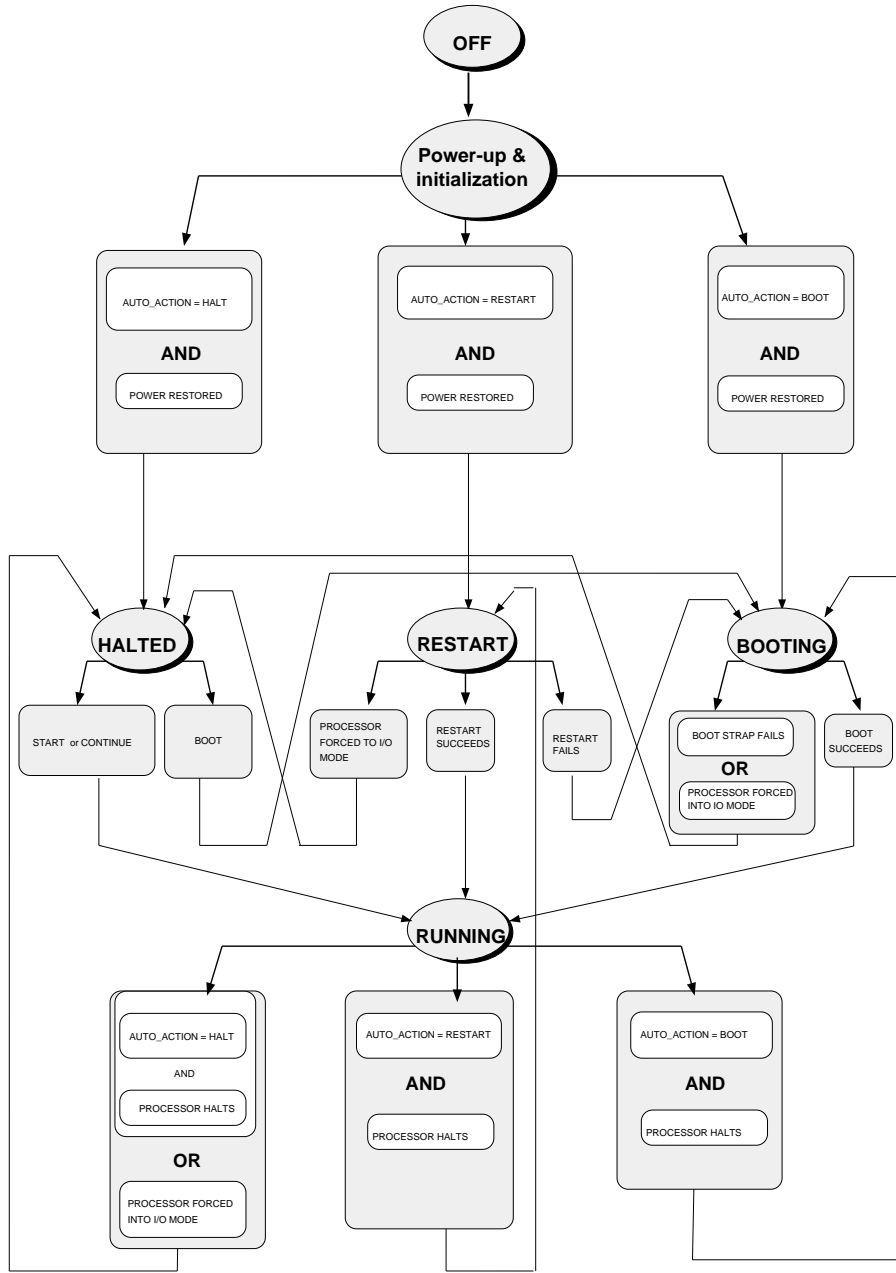 OFF
Power-up &
initialization
AUTO_ACTION = HALT
AND
POWER RESTORED
AUTO_ACTION = RESTART
AND
POWER RESTORED
AUTO_ACTION = BOOT
AND
POWER RESTORED
HALTED
RESTART
BOOTING
START or CONTINUE
BOOT
PROCESSOR
FORCED TO I/O
MODE
RESTART
SUCCEEDS
RESTART
FAILS
BOOT STRAP FAILS
OR
PROCESSOR FORCED
INTO IO MODE
BOOT
SUCCEEDS
RUNNING
AUTO_ACTION = HALT
AND
PROCESSOR HALTS
OR
PROCESSOR FORCED
INTO I/O MODE
AUTO_ACTION = RESTART
AND
PROCESSOR HALTS
AUTO_ACTION = BOOT
AND
PROCESSOR HALTS